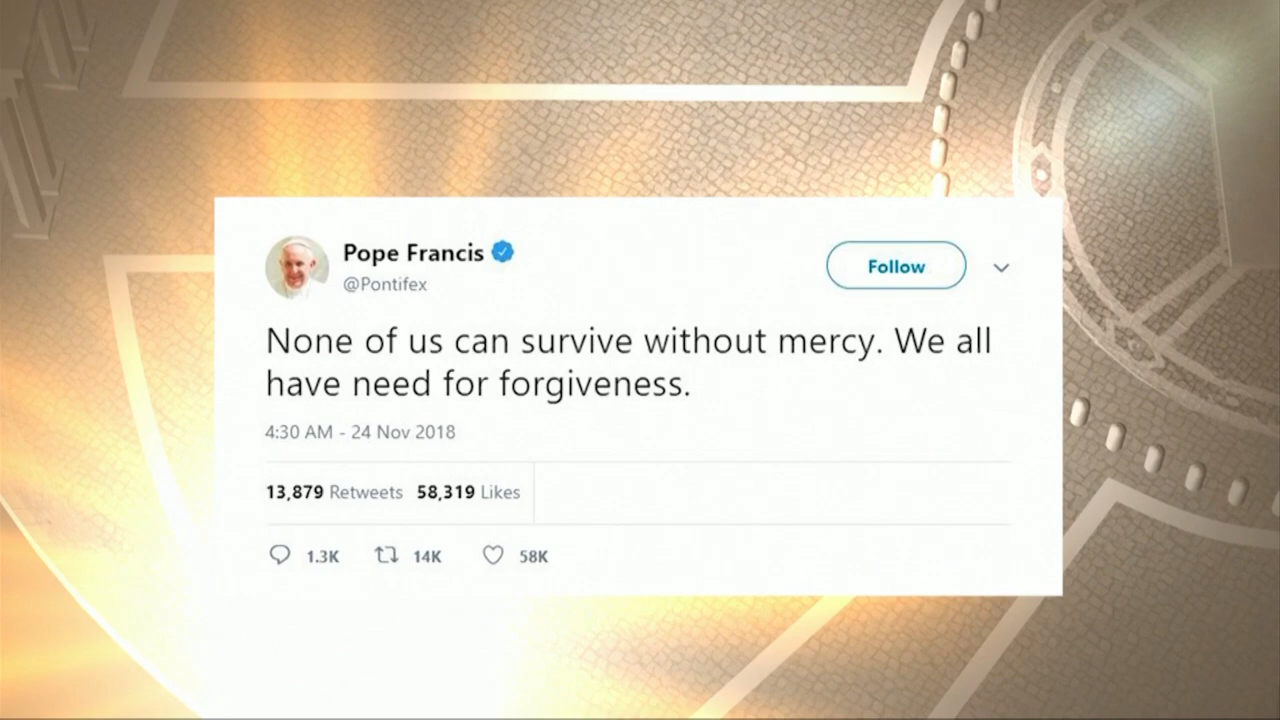 Pope Francis
@Pontifex
Follow
None of us can survive without mercy. We all
have need for forgiveness.
4:30 AM - 24 Nov 2018
13,879 Retweets 58,319 Likes
1.3K 14K 58K